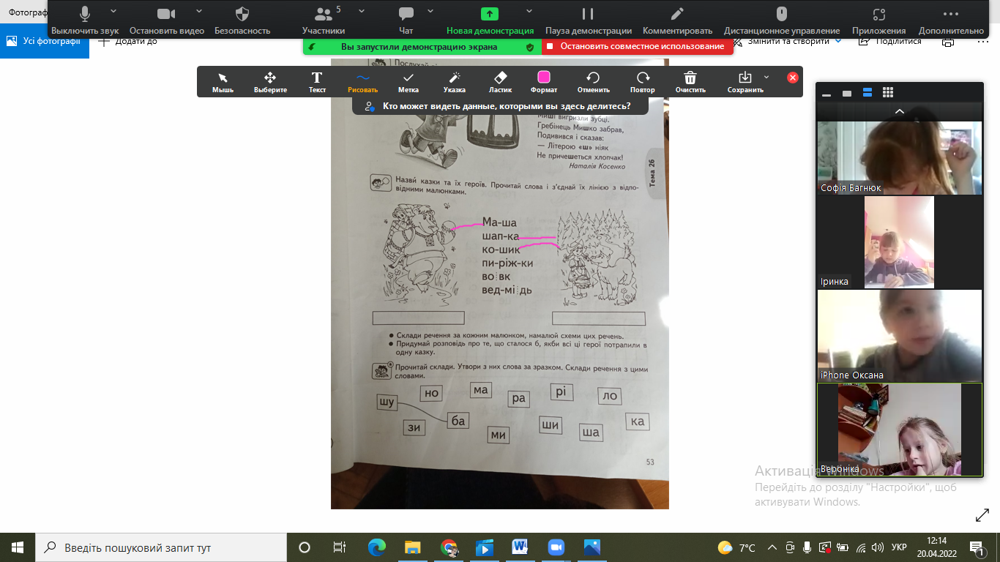 Фотограф
Выключить звук
Остановить видео
Безопасность
5
Участники
Чат
Новая демонстрация
Пауза демонстрации
Комментировать
Дистанционное управление
Приложения
Дополнительно
Усі фотографії
Додати до
Вы запустили демонстрацию экрана
Остановить совместное использование
Змінити та створити
Поділитися
Послухай
Мышь
Выберите
Текст
Рисовать
Метка
Указка
Ластик
Формат
Отменить
Повтор
Очистить
Сохранить
Кто может видеть данные, которыми вы здесь делитесь?
Миші вигризли зубці.
Гребінець Мишко забрав,
Подивився і сказав:
— Літерою «ш» ніяк
Не причешеться хлопчак!
Наталія Косенко
Тема 26
Назви́ казки та їх героїв. Прочитай слова і з’єднай їх лінією з відпо-
відними малюнками.
Ма-ша
шап-ка
ко-шик
пи-ріж-ки
во⁞вк
вед-мі⁞дь
● Склади речення за кожним малюнком, намалюй схеми цих речень.
● Придумай розповідь про те, що сталося б, якби всі ці герої потрапили в
одну казку.
Прочитай склади. Утвори з них слова за зразком. Склади речення з цими
словами.
шу но ма ра рі ло
зи ба ми ши ша ка
53
Софія Багнюк
Іринка
iPhone Оксана
Вероніка
Активація Windows
Перейдіть до розділу "Настройки", щоб
активувати Windows.
Введіть пошуковий запит тут
7°C
УКР
12:14
20.04.2022
1